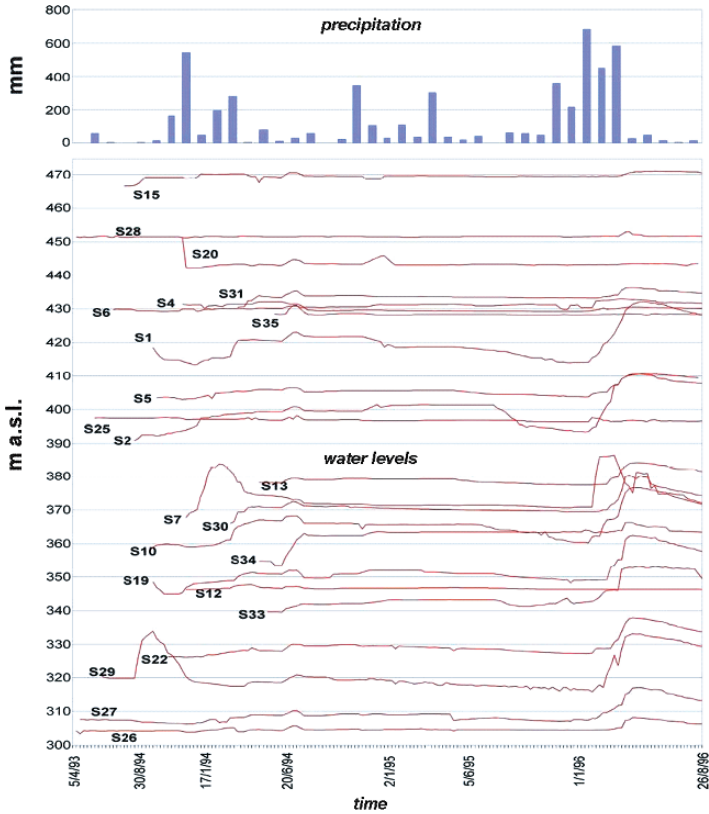 precipitation
mm
800
600
400
200
0
470
S15
460
S28
450
S20
440
S31
S4
S6
430
S35
S1
420
410
S5
400
S25
S2
390
m a.s.l.
water levels
380
S13
S7
370
S30
S10
360
S34
S19
350
S12
340
S33
330
S22
S29
320
S27
310
S26
300
5/4/93
30/8/94
17/1/94
20/6/94
2/1/95
5/6/95
1/1/96
26/8/96
time